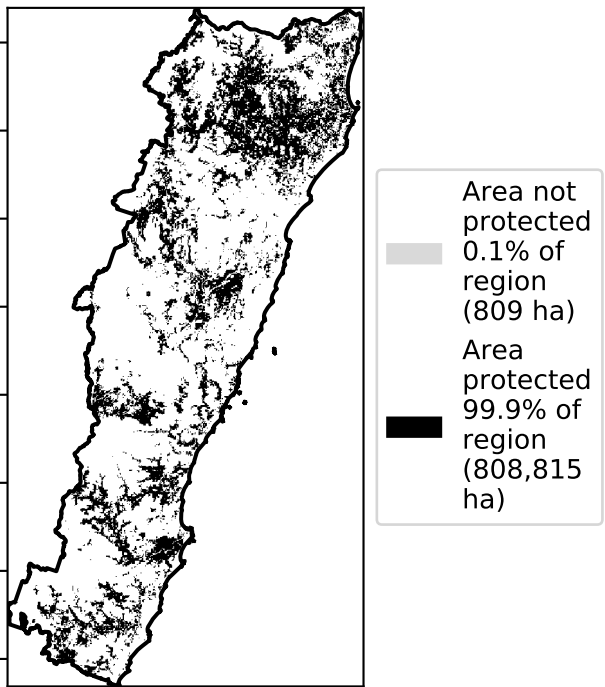 Area not
protected
0.1% of
region
(809 ha)
Area
protected
99.9% of
region
(808,815
ha)